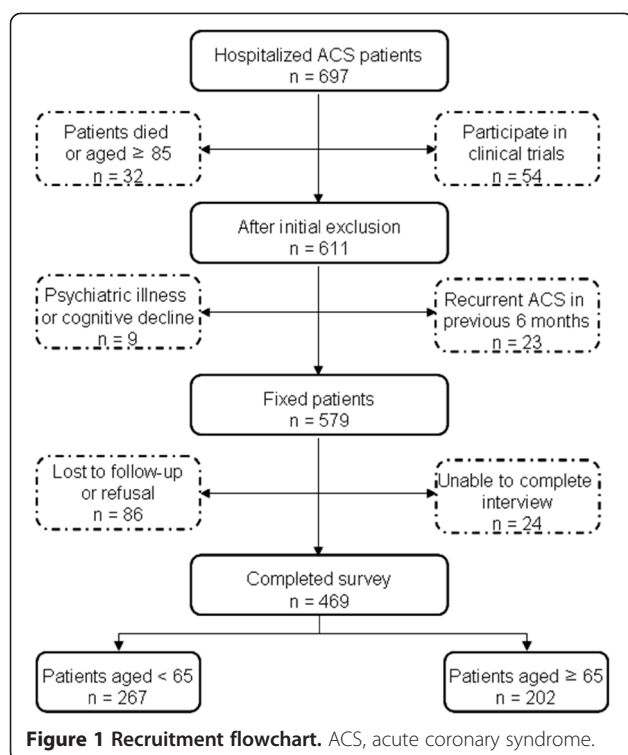 Hospitalized ACS patients
n = 697
Patients died
or aged ≥ 85
n = 32
Participate in
clinical trials
n = 54
After initial exclusion
n = 611
Psychiatric illness
or cognitive decline
n = 9
Recurrent ACS in
previous 6 months
n = 23
Fixed patients
n = 579
Lost to follow-up
or refusal
n = 86
Unable to complete
interview
n = 24
Completed survey
n = 469
Patients aged < 65
n = 267
Patients aged ≥ 65
n = 202
Figure 1 Recruitment flowchart. ACS, acute coronary syndrome.